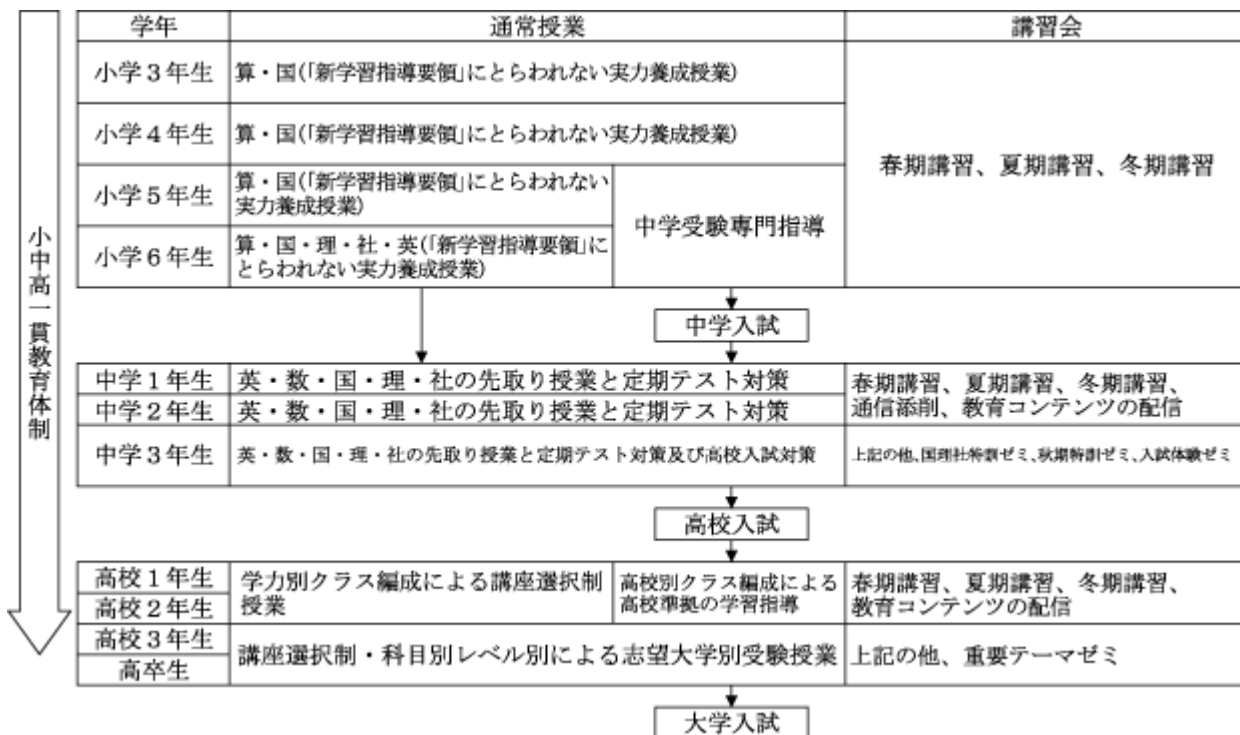 学年 通常授業 講習会
小学3年生 算・国(「新学習指導要領」にとらわれない実力養成授業)
小学4年生 算・国(「新学習指導要領」にとらわれない実力養成授業)
春期講習、夏期講習、冬期講習
小学5年生 算・国(「新学習指導要領」にとらわれない
実力養成授業)
中学受験専門指導
小学6年生 算・国・理・社・英(「新学習指導要領」に
とらわれない実力養成授業)
小中高一貫教育体制
中学入試
中学1年生 英・数・国・理・社の先取り授業と定期テスト対策
中学2年生 英・数・国・理・社の先取り授業と定期テスト対策
春期講習、夏期講習、冬期講習、
通信添削、教育コンテンツの配信
中学3年生 英・数・国・理・社の先取り授業と定期テスト対策及び高校入試対策 上記の他、国理社特訓ゼミ、秋期特訓ゼミ、入試体験ゼミ
高校入試
高校1年生
高校2年生
学力別クラス編成による講座選択制
授業
高校別クラス編成による
高校準拠の学習指導
春期講習、夏期講習、冬期講習、
教育コンテンツの配信
高校3年生
高卒生
講座選択制・科目別レベル別による志望大学別受験授業 上記の他、重要テーマゼミ
大学入試